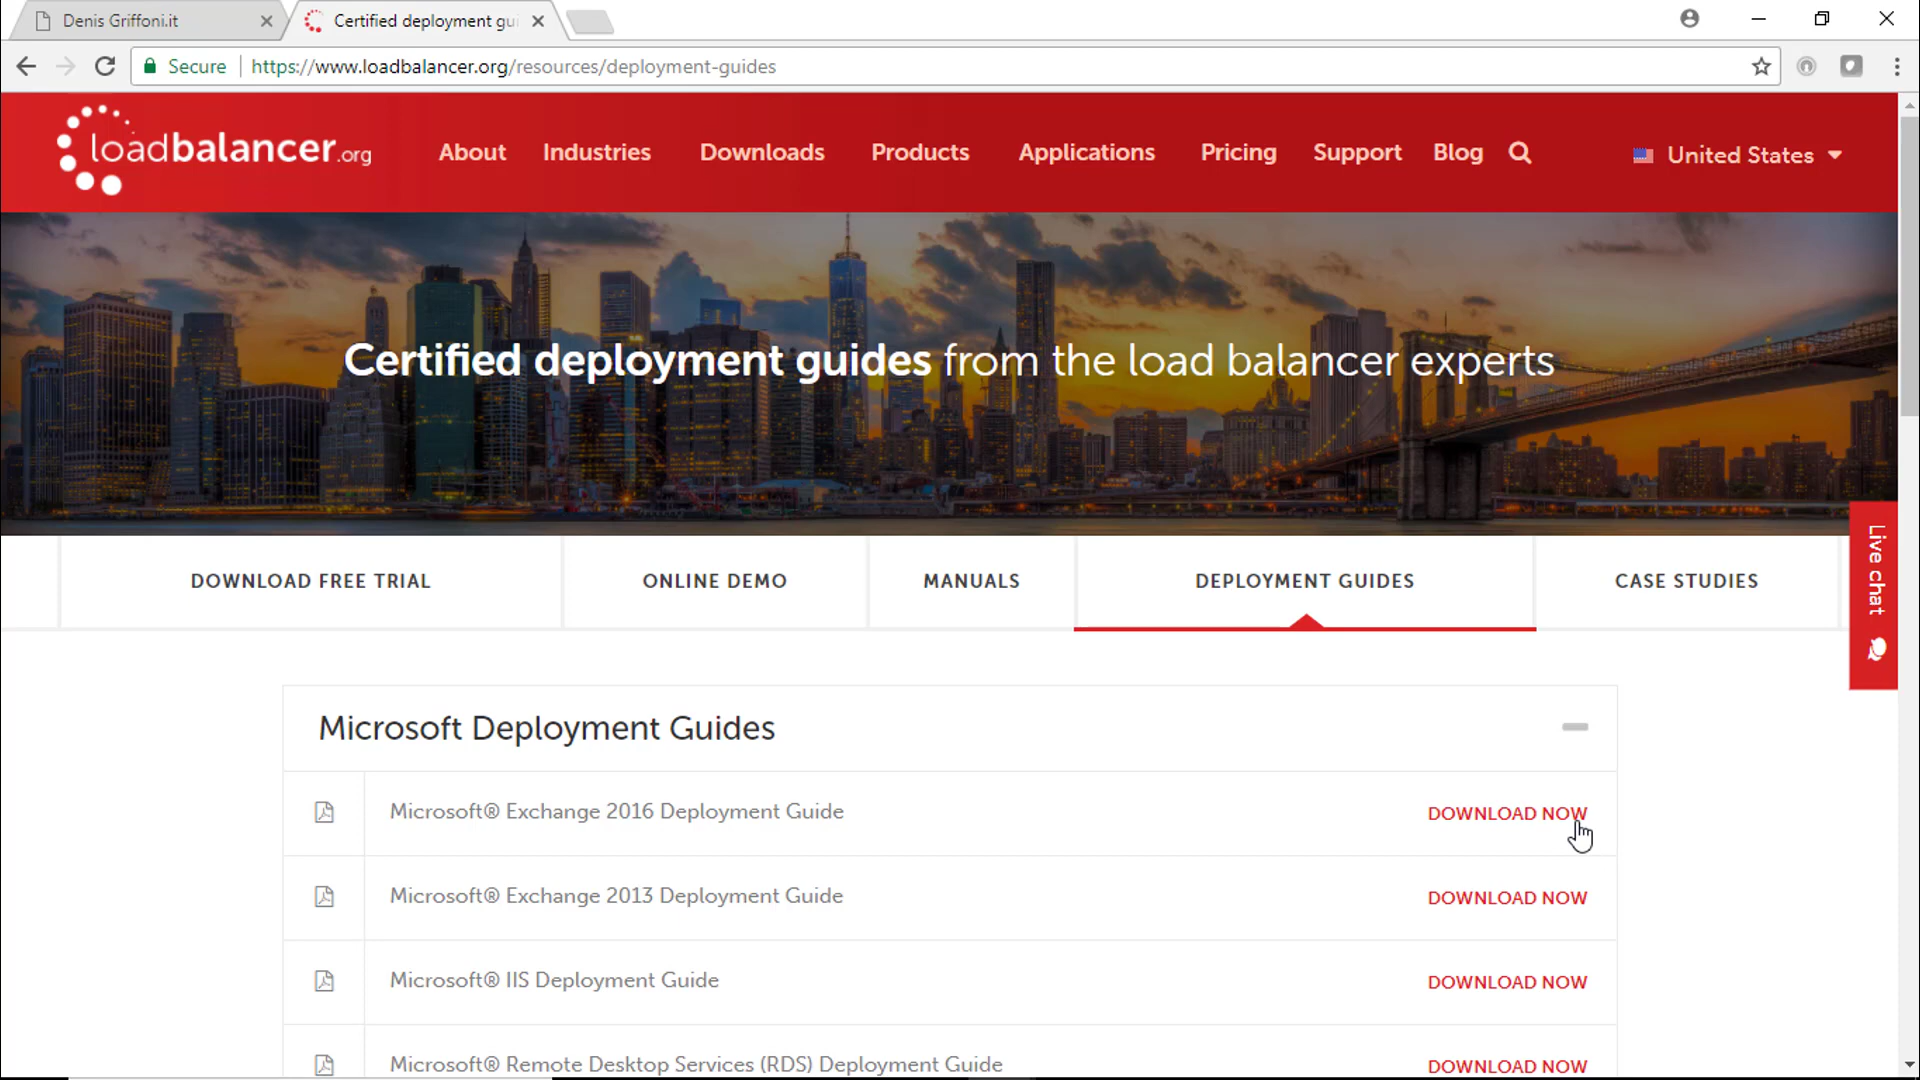 Denis Griffoni.it
Certified deployment gui
Secure
https://www.loadbalancer.org/resources/deployment-guides
loadbalancer.org
About Industries Downloads Products Applications Pricing Support Blog
United States
Certified deployment guides from the load balancer experts
Live chat
DOWNLOAD FREE TRIAL ONLINE DEMO MANUALS DEPLOYMENT GUIDES CASE STUDIES
Microsoft Deployment Guides
Microsoft® Exchange 2016 Deployment Guide DOWNLOAD NOW
Microsoft® Exchange 2013 Deployment Guide DOWNLOAD NOW
Microsoft® IIS Deployment Guide DOWNLOAD NOW
Microsoft® Remote Desktop Services (RDS) Deployment Guide DOWNLOAD NOW